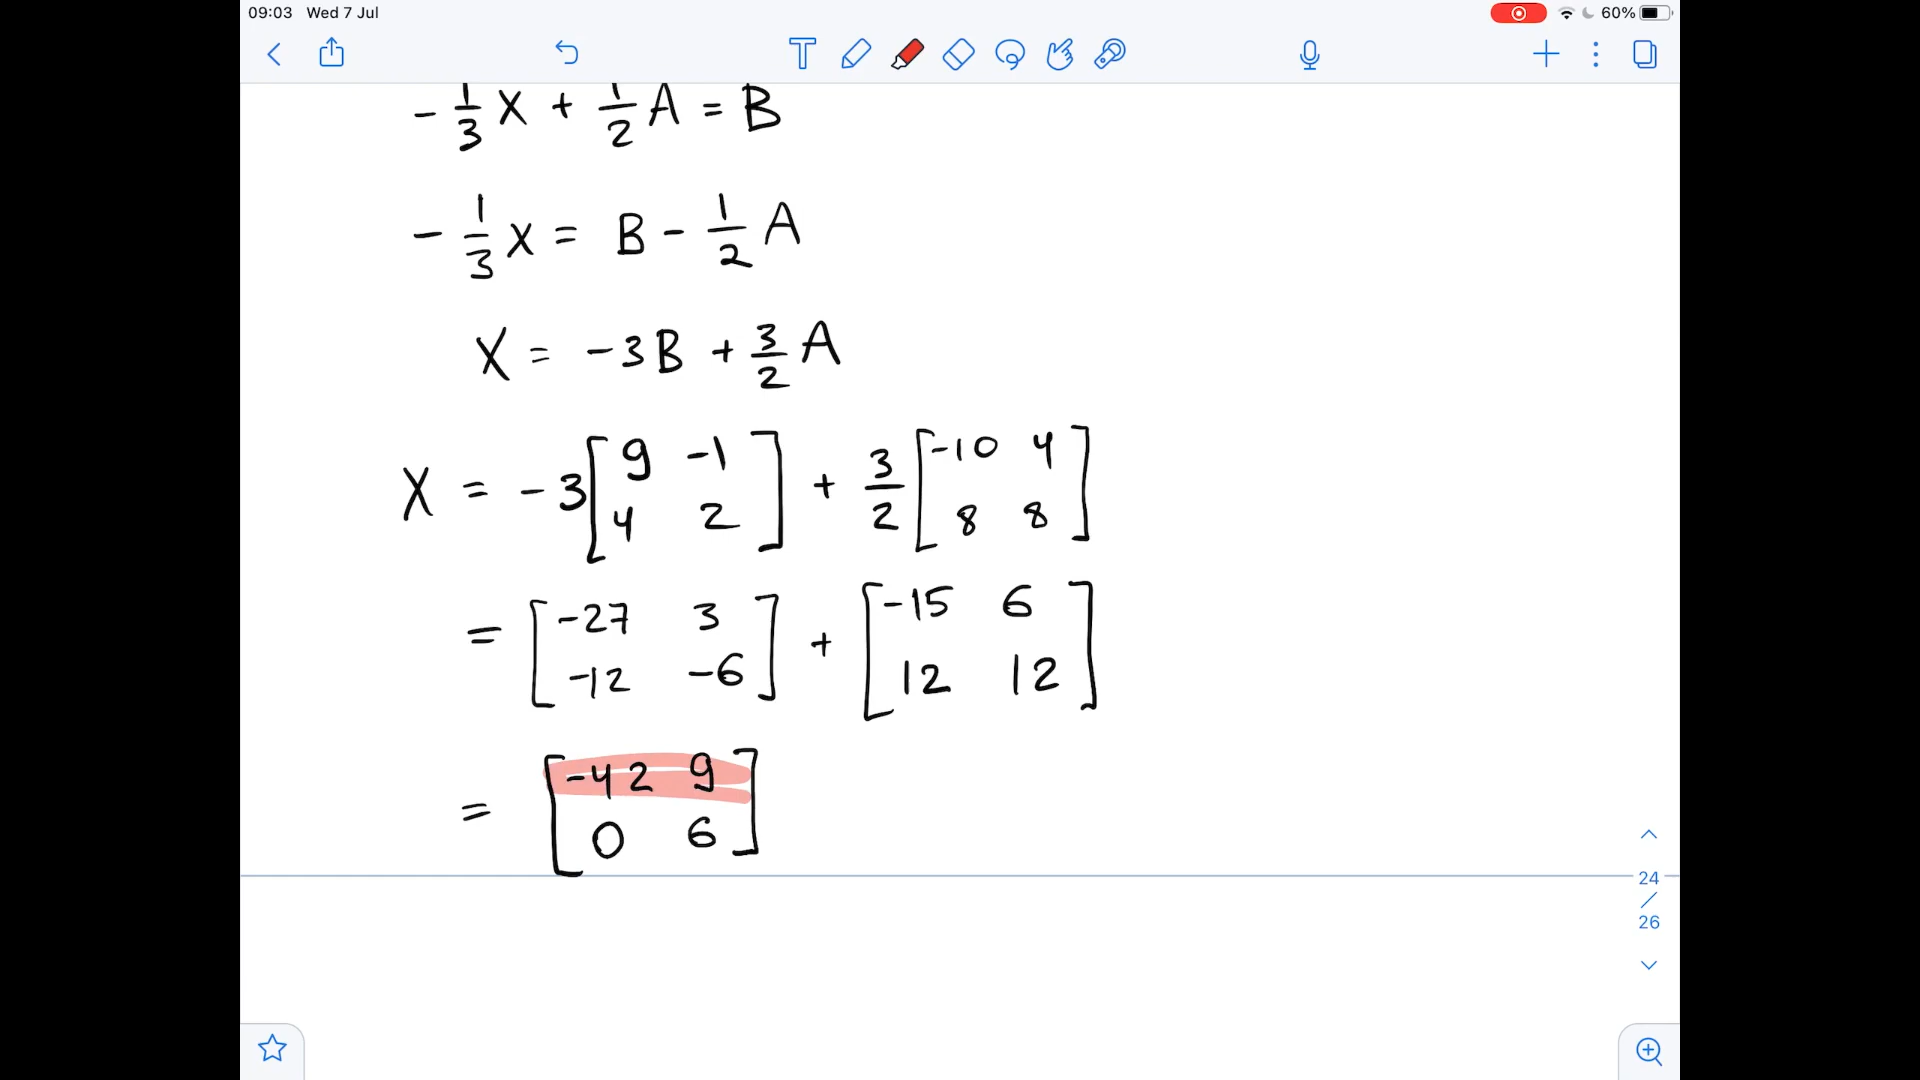 09:03 Wed 7 Jul
60%
T
- 1/3 X + 1/2 A = B
- 1/3 X = B - 1/2 A
X = -3B + 3/2 A
X = -3 [9 -1; 4 2] + 3/2 [-10 4; 8 8]
= [-27 3; -12 -6] + [-15 6; 12 12]
= [-42 9; 0 6]
24
/
26